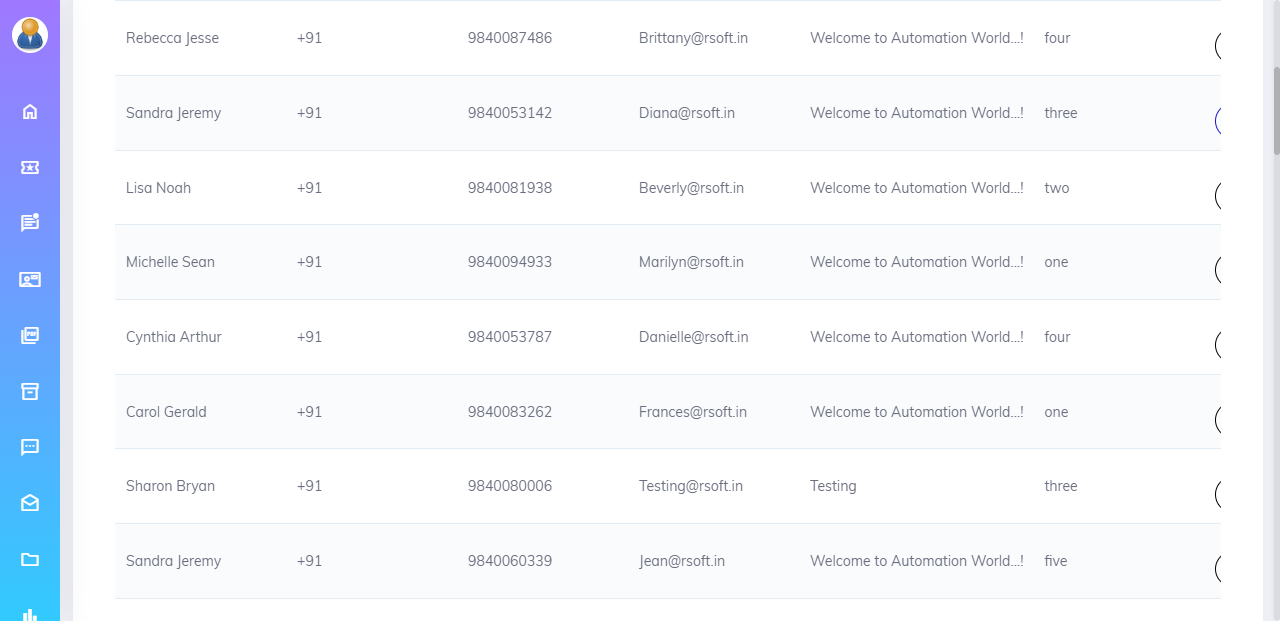 Rebecca Jesse +91 9840087486 Brittany@rsoft.in Welcome to Automation World...! four
Sandra Jeremy +91 9840053142 Diana@rsoft.in Welcome to Automation World...! three
Lisa Noah +91 9840081938 Beverly@rsoft.in Welcome to Automation World...! two
Michelle Sean +91 9840094933 Marilyn@rsoft.in Welcome to Automation World...! one
Cynthia Arthur +91 9840053787 Danielle@rsoft.in Welcome to Automation World...! four
Carol Gerald +91 9840083262 Frances@rsoft.in Welcome to Automation World...! one
Sharon Bryan +91 9840080006 Testing@rsoft.in Testing three
Sandra Jeremy +91 9840060339 Jean@rsoft.in Welcome to Automation World...! five